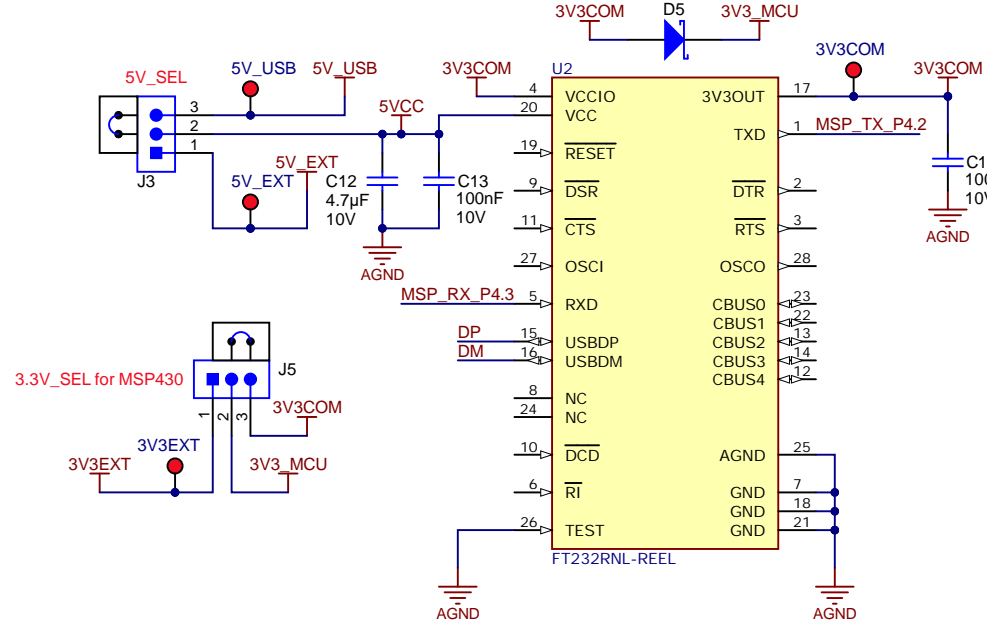 D5
3V3COM
3V3_MCU
5V_SEL
5V_USB
5V_USB
3
2
1
J3
5V_EXT
5V_EXT
5VCC
C12
4.7µF
10V
C13
100nF
10V
AGND
3V3COM
U2
4 VCCIO
20 VCC
19 RESET
9 DSR
11 CTS
27 OSCI
MSP_RX_P4.3
5 RXD
DP
15 USBDP
DM
16 USBDM
8 NC
24 NC
10 DCD
6 RI
26 TEST
3V3OUT 17
TXD 1
MSP_TX_P4.2
DTR 2
RTS 3
OSCO 28
CBUS0 23
CBUS1 22
CBUS2 13
CBUS3 14
CBUS4 12
AGND 25
GND 7
GND 18
GND 21
FT232RNL-REEL
3V3COM
3V3COM
C1
100
10V
AGND
3.3V_SEL for MSP430
J5
1
2
3
3V3COM
3V3EXT
3V3EXT
3V3_MCU
AGND
AGND